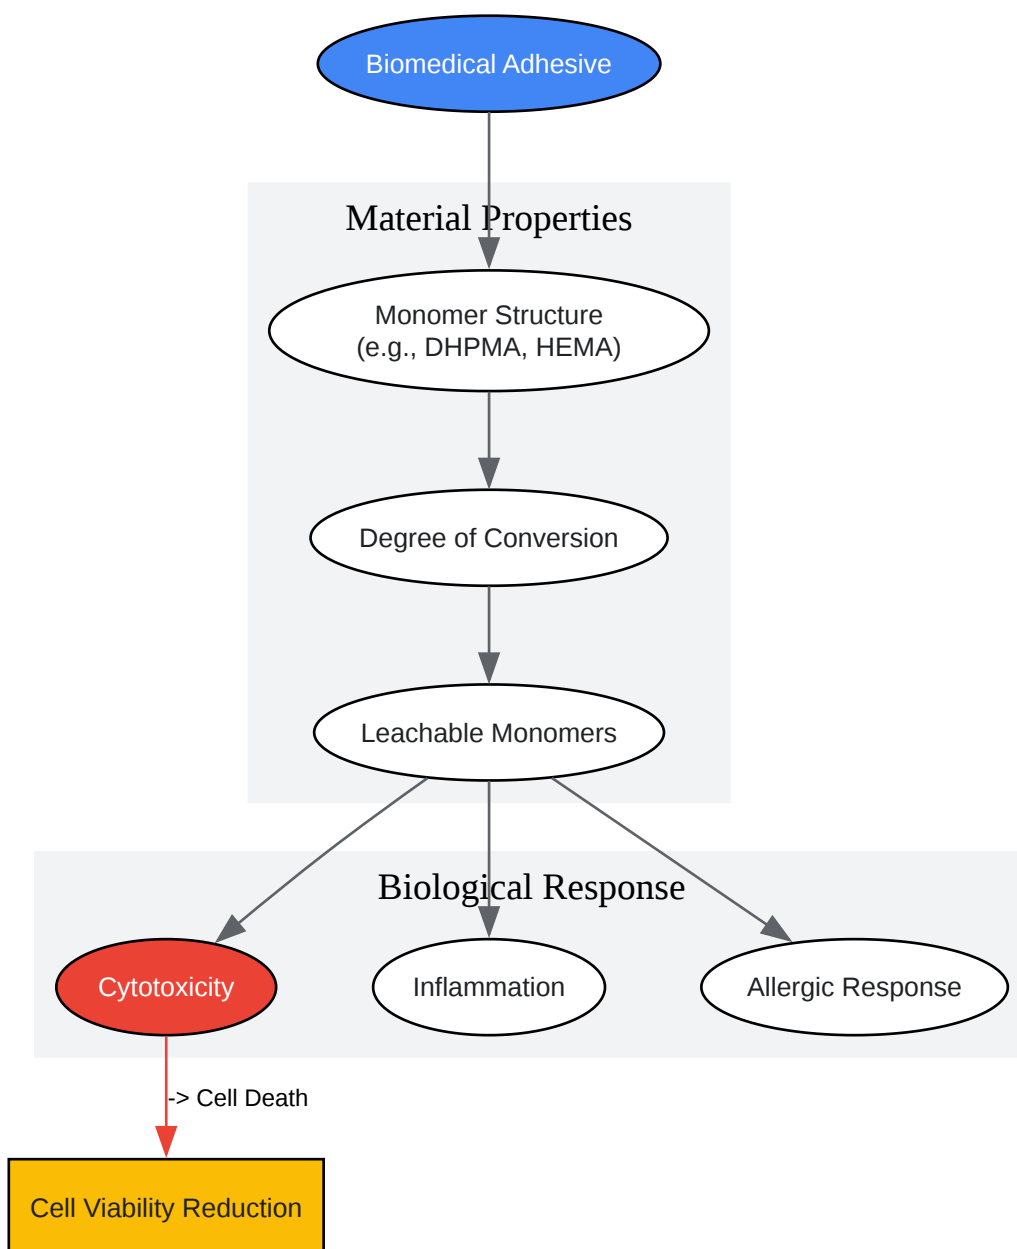 Biomedical Adhesive
Material Properties
Monomer Structure
(e.g., DHPMA, HEMA)
Degree of Conversion
Leachable Monomers
Biological Response
Cytotoxicity
Inflammation
Allergic Response
-> Cell Death
Cell Viability Reduction